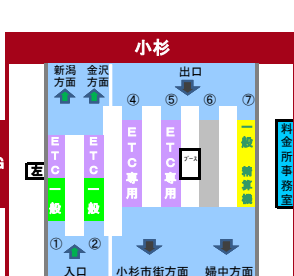 小杉
新潟
方面
金沢
方面
出口
④
⑤
⑥
⑦
ETC
一般
ETC
一般
ETC専用
ETC専用
ブース
一般 精算機
料金所事務室
左
①
②
入口
小杉市街方面
婦中方面